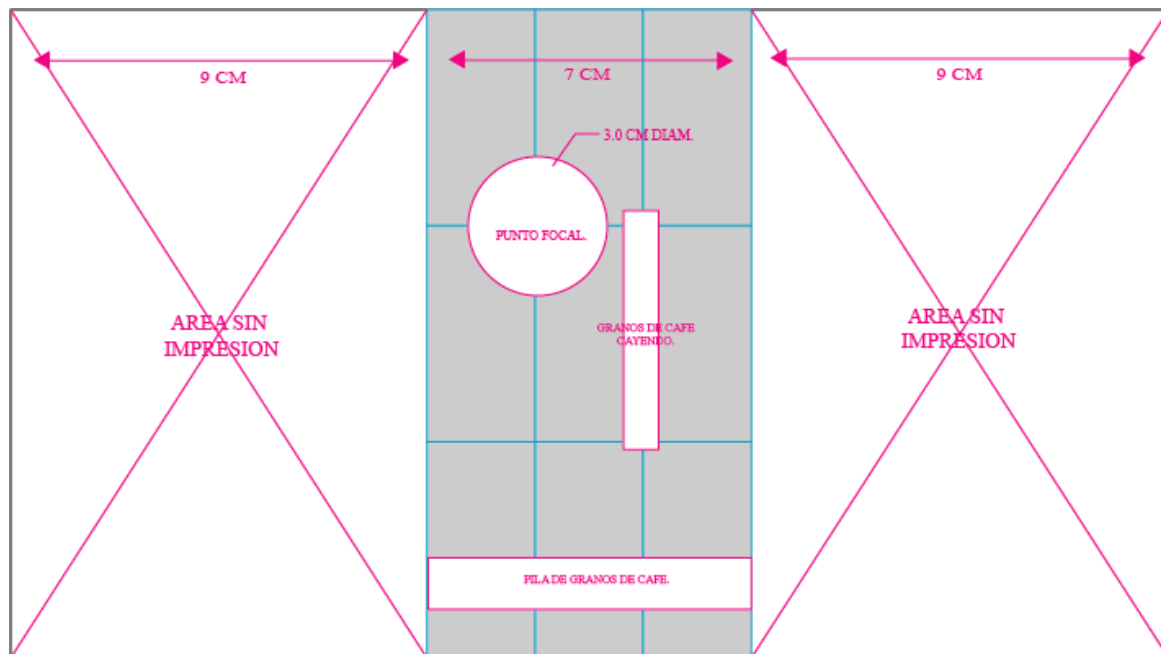 9 CM
7 CM
9 CM
3.0 CM DIAM.
PUNTO FOCAL.
AREA SIN
IMPRESION
GRANOS DE CAFE
CAYENDO.
AREA SIN
IMPRESION
PILA DE GRANOS DE CAFE.